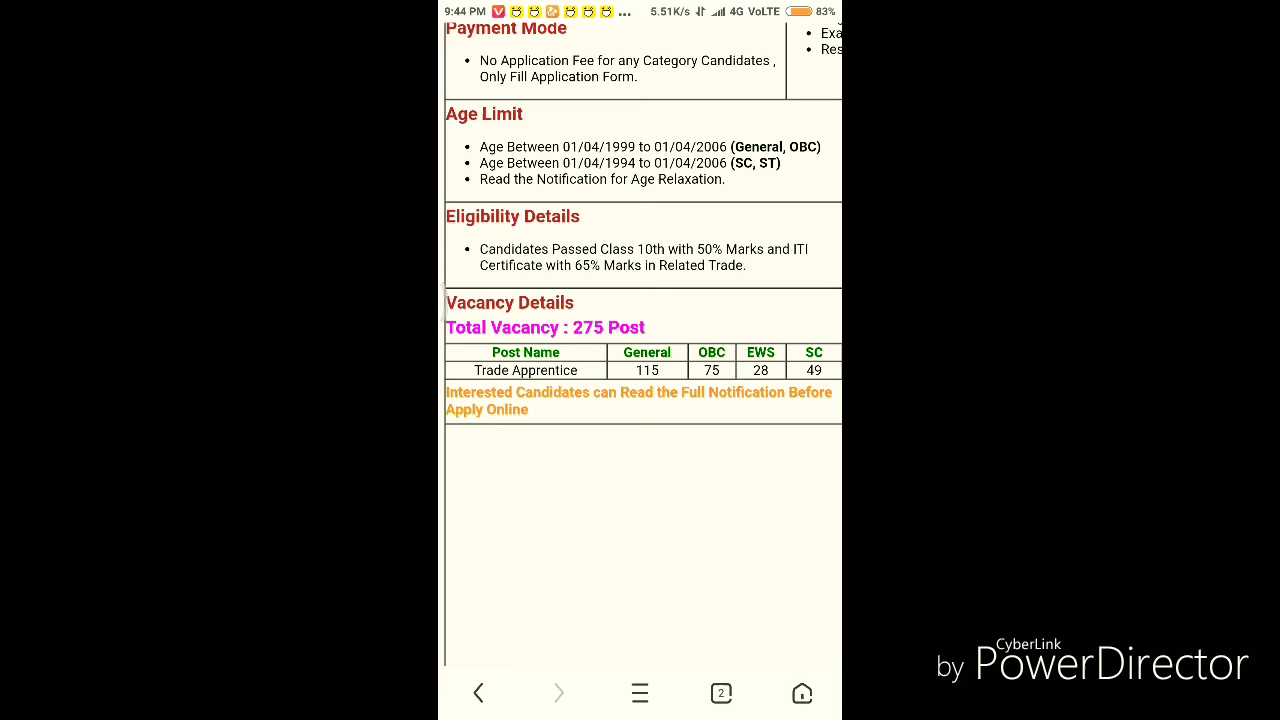 9:44 PM ... 5.51K/s 4G VoLTE 83%
Payment Mode
No Application Fee for any Category Candidates ,
Only Fill Application Form.
Age Limit
Age Between 01/04/1999 to 01/04/2006 (General, OBC)
Age Between 01/04/1994 to 01/04/2006 (SC, ST)
Read the Notification for Age Relaxation.
Eligibility Details
Candidates Passed Class 10th with 50% Marks and ITI
Certificate with 65% Marks in Related Trade.
Vacancy Details
Total Vacancy : 275 Post
Post Name General OBC EWS SC
Trade Apprentice 115 75 28 49
Interested Candidates can Read the Full Notification Before
Apply Online
2
CyberLink
by PowerDirector